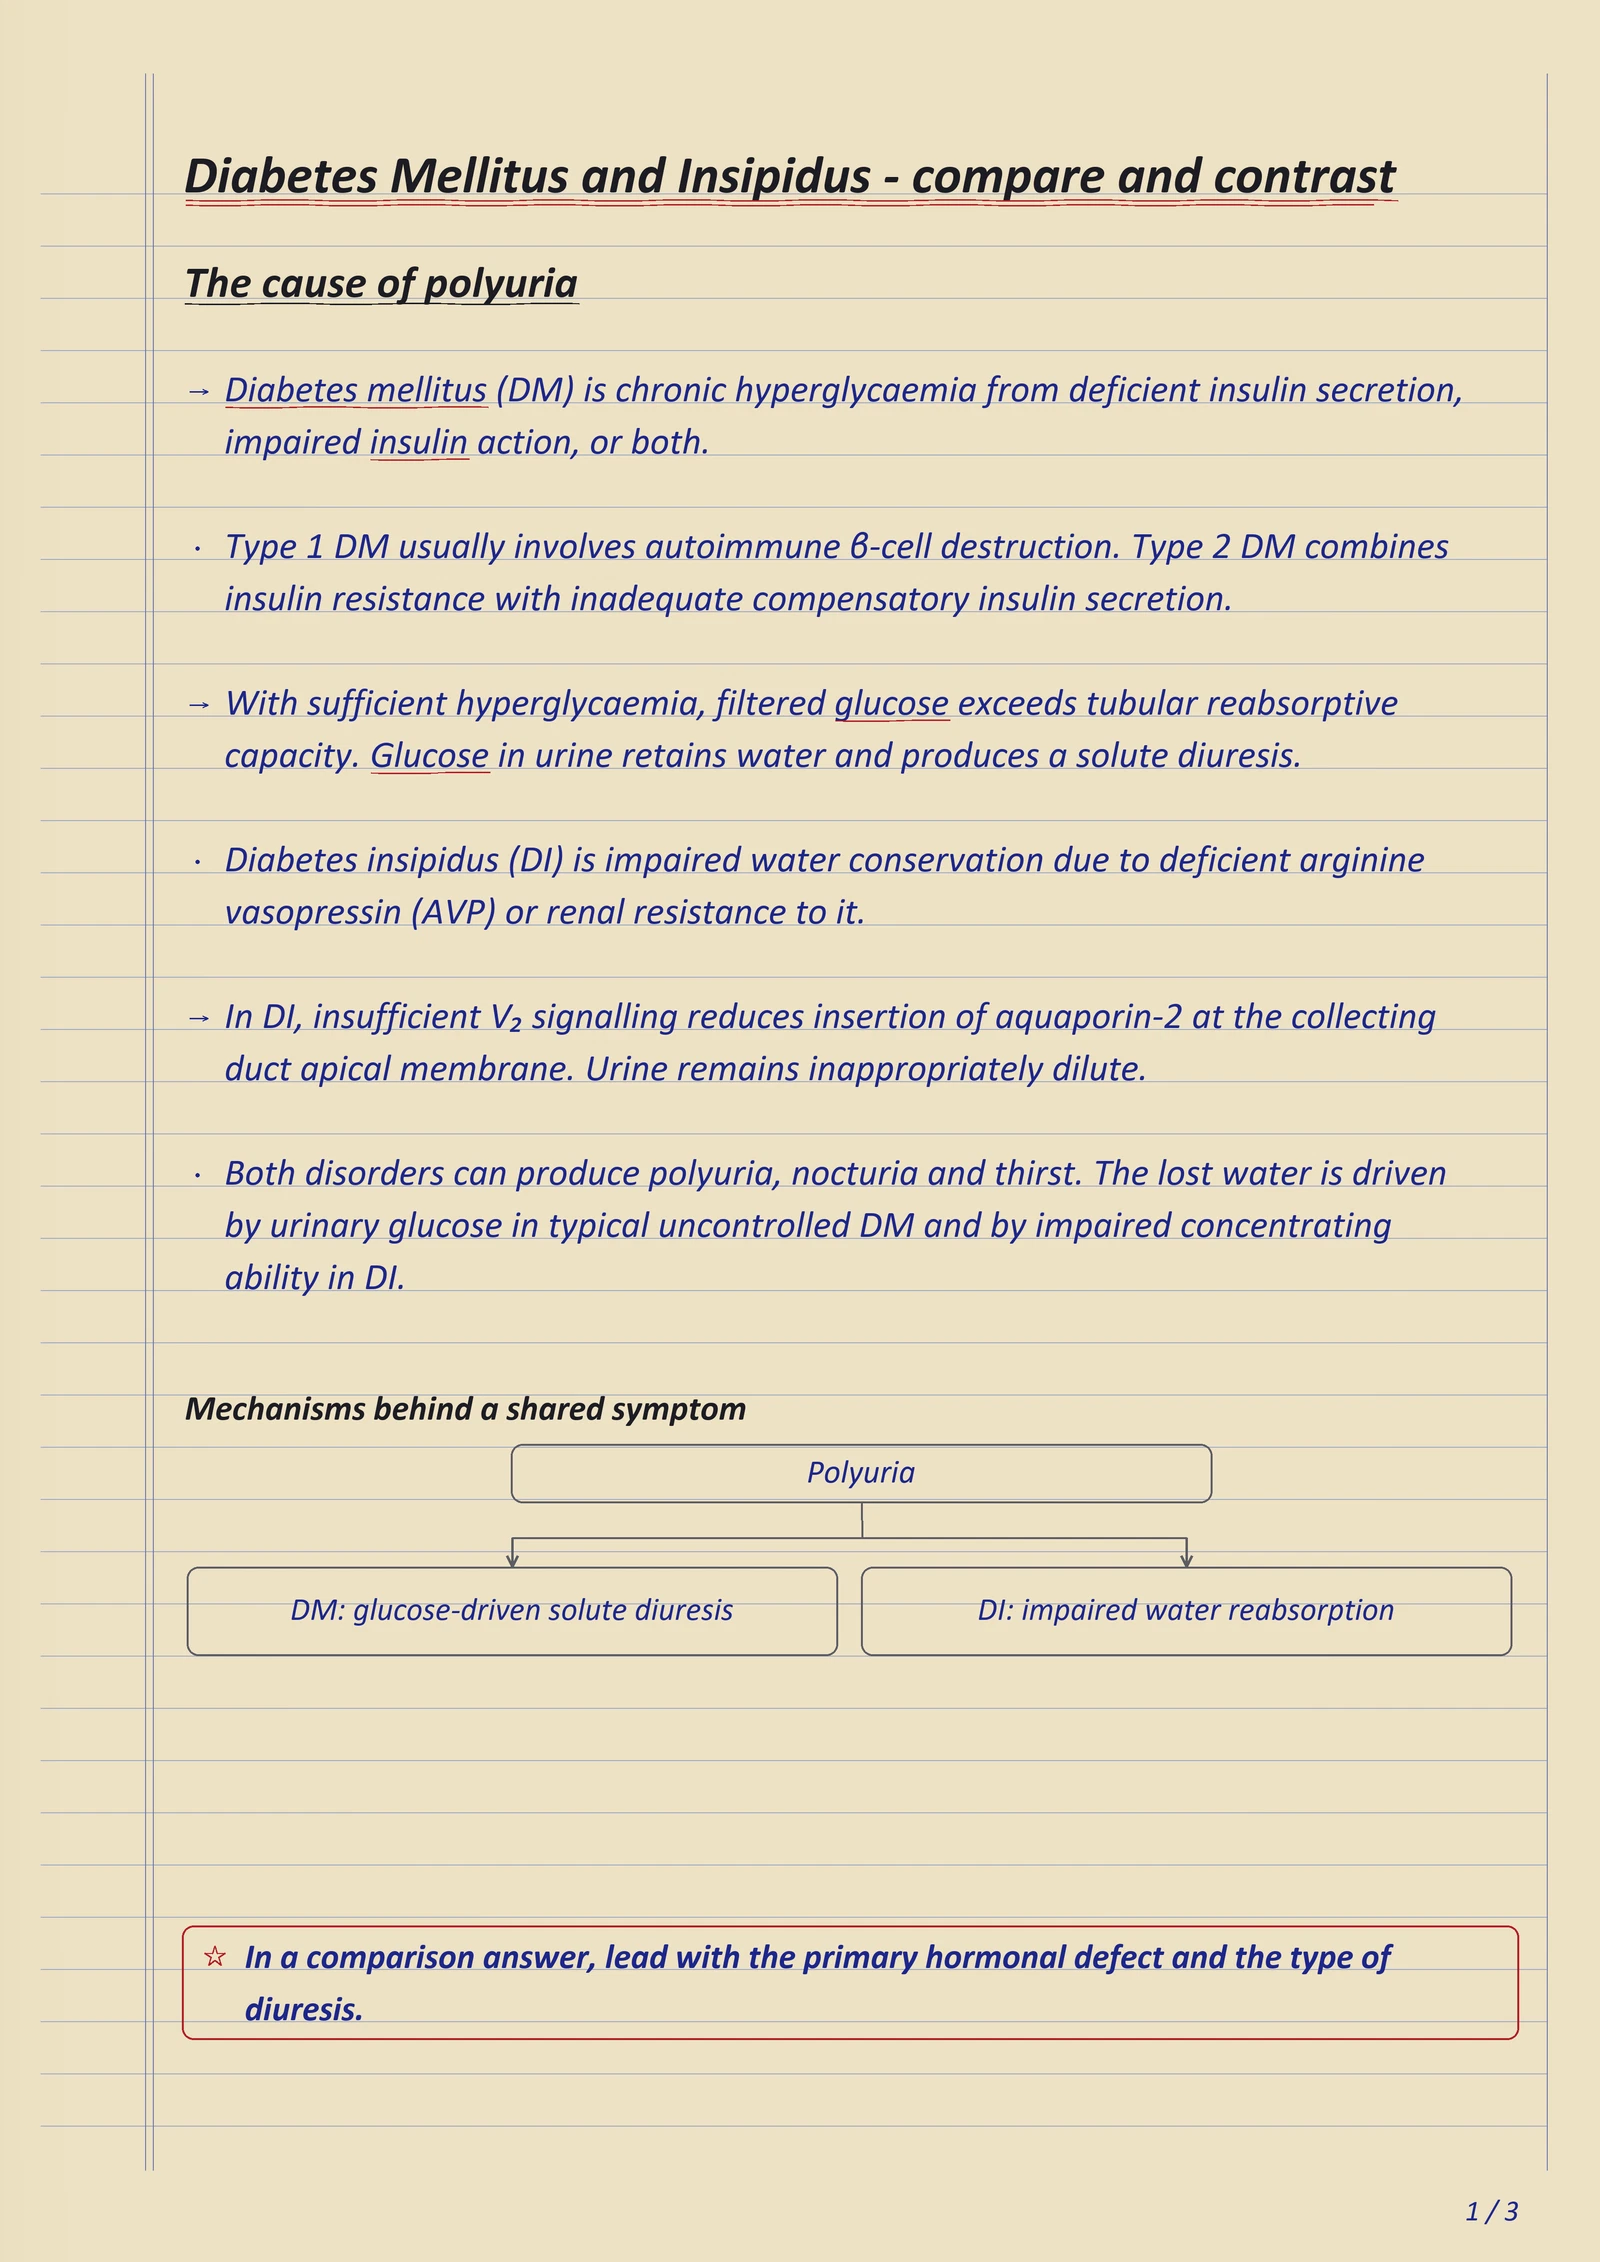 Diabetes Mellitus and Insipidus - compare and contrast
The cause of polyuria
→ Diabetes mellitus (DM) is chronic hyperglycaemia from deficient insulin secretion,
impaired insulin action, or both.
· Type 1 DM usually involves autoimmune β-cell destruction. Type 2 DM combines
insulin resistance with inadequate compensatory insulin secretion.
→ With sufficient hyperglycaemia, filtered glucose exceeds tubular reabsorptive
capacity. Glucose in urine retains water and produces a solute diuresis.
· Diabetes insipidus (DI) is impaired water conservation due to deficient arginine
vasopressin (AVP) or renal resistance to it.
→ In DI, insufficient V₂ signalling reduces insertion of aquaporin-2 at the collecting
duct apical membrane. Urine remains inappropriately dilute.
· Both disorders can produce polyuria, nocturia and thirst. The lost water is driven
by urinary glucose in typical uncontrolled DM and by impaired concentrating
ability in DI.
Mechanisms behind a shared symptom
Polyuria
DM: glucose-driven solute diuresis
DI: impaired water reabsorption
☆ In a comparison answer, lead with the primary hormonal defect and the type of
diuresis.
1 / 3